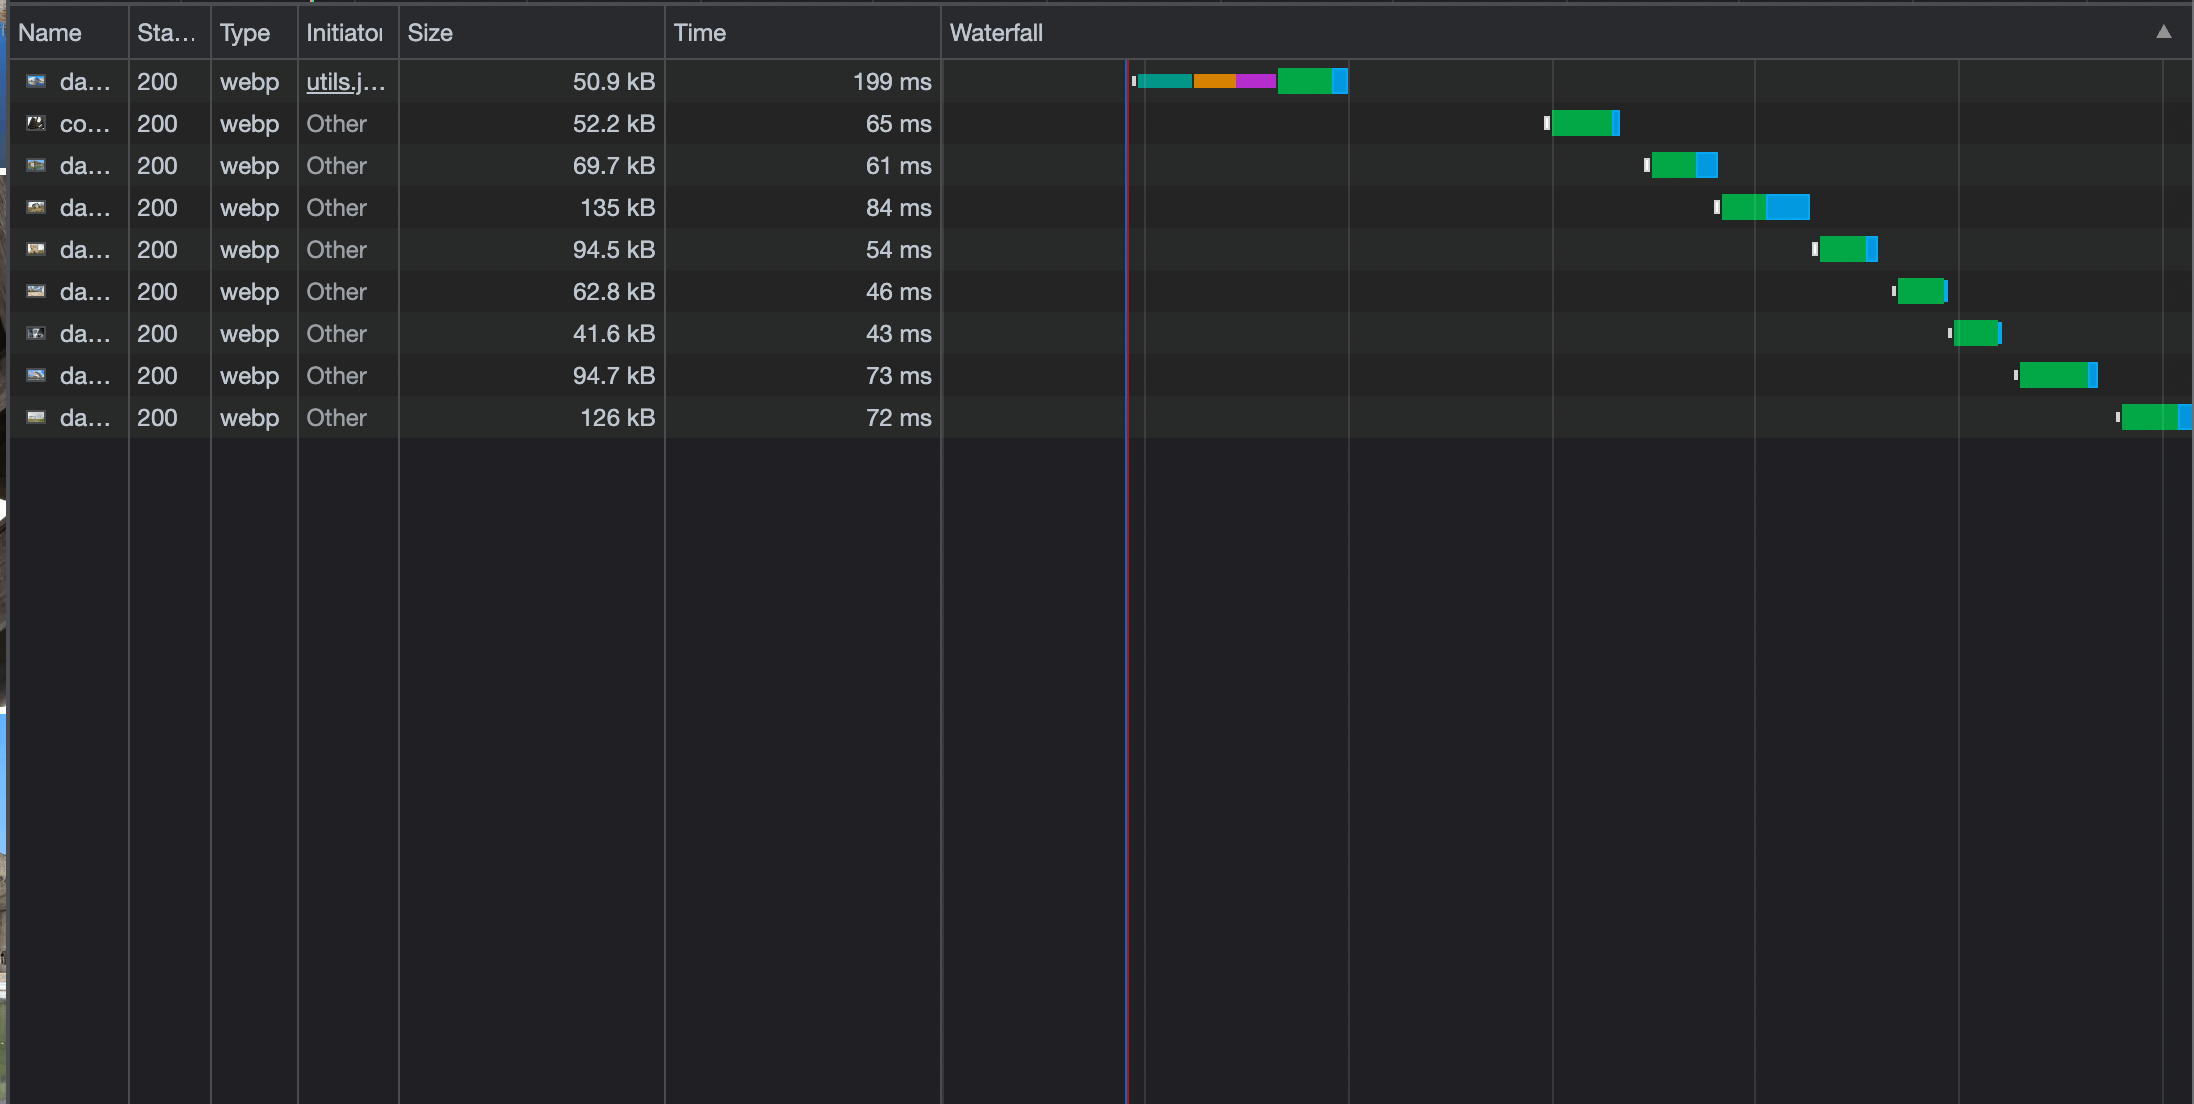 Name Sta... Type Initiator Size Time Waterfall
da... 200 webp utils.j... 50.9 kB 199 ms
co... 200 webp Other 52.2 kB 65 ms
da... 200 webp Other 69.7 kB 61 ms
da... 200 webp Other 135 kB 84 ms
da... 200 webp Other 94.5 kB 54 ms
da... 200 webp Other 62.8 kB 46 ms
da... 200 webp Other 41.6 kB 43 ms
da... 200 webp Other 94.7 kB 73 ms
da... 200 webp Other 126 kB 72 ms